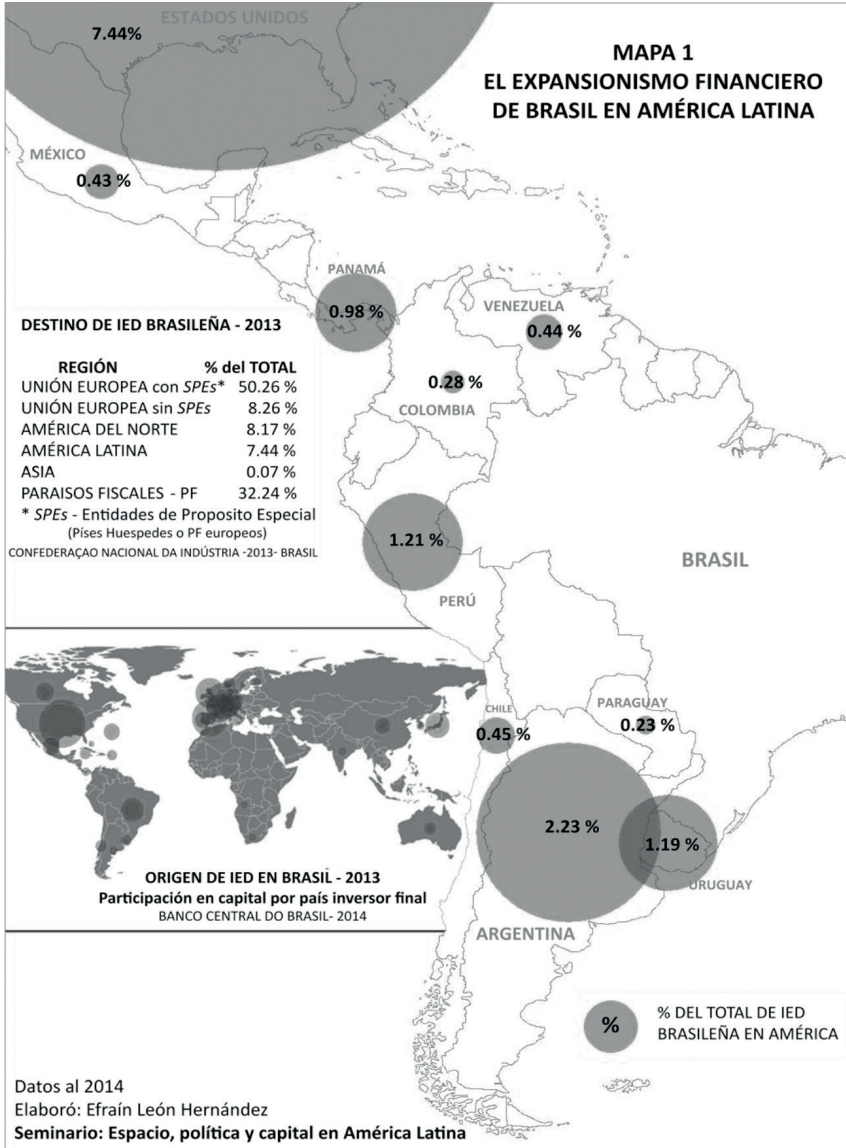 ESTADOS UNIDOS
7.44%
MAPA 1
EL EXPANSIONISMO FINANCIERO
DE BRASIL EN AMÉRICA LATINA
MÉXICO
0.43 %
PANAMÁ
0.98 %
VENEZUELA
0.44 %
0.28 %
COLOMBIA
DESTINO DE IED BRASILEÑA - 2013
REGIÓN % del TOTAL
UNIÓN EUROPEA con SPEs* 50.26 %
UNIÓN EUROPEA sin SPEs 8.26 %
AMÉRICA DEL NORTE 8.17 %
AMÉRICA LATINA 7.44 %
ASIA 0.07 %
PARAISOS FISCALES - PF 32.24 %
* SPEs - Entidades de Proposito Especial
(Píses Huespedes o PF europeos)
CONFEDERAÇAO NACIONAL DA INDÚSTRIA -2013- BRASIL
1.21 %
PERÚ
BRASIL
CHILE
0.45 %
PARAGUAY
0.23 %
2.23 %
1.19 %
URUGUAY
ARGENTINA
ORIGEN DE IED EN BRASIL - 2013
Participación en capital por país inversor final
BANCO CENTRAL DO BRASIL- 2014
%
% DEL TOTAL DE IED
BRASILEÑA EN AMÉRICA
Datos al 2014
Elaboró: Efraín León Hernández
Seminario: Espacio, política y capital en América Latina